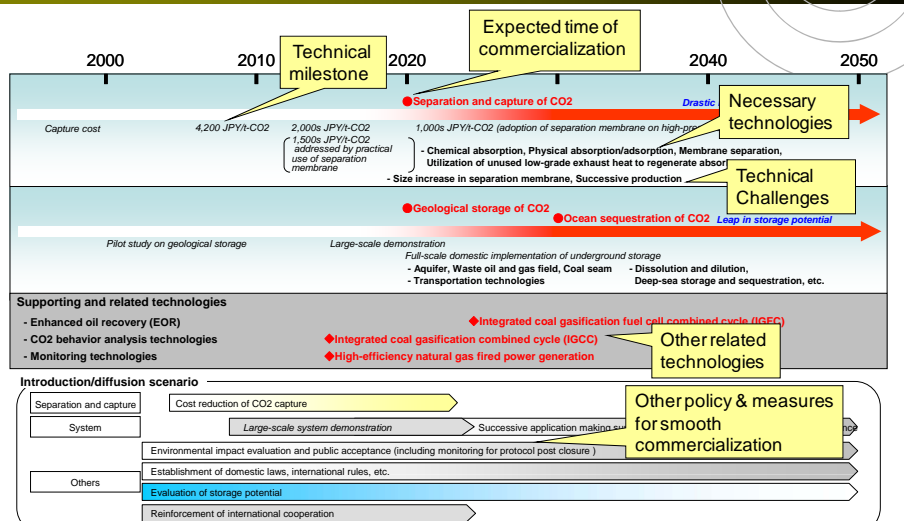 Expected time of
commercialization
Technical
milestone
2000 2010 2020 2040 2050
Separation and capture of CO2
Drastic
Necessary
technologies
Capture cost
4,200 JPY/t-CO2
2,000s JPY/t-CO2
1,000s JPY/t-CO2 (adoption of separation membrane on high-pre
1,500s JPY/t-CO2
addressed by practical
use of separation
membrane
- Chemical absorption, Physical absorption/adsorption, Membrane separation,
Utilization of unused low-grade exhaust heat to regenerate absor
- Size increase in separation membrane, Successive production
Technical
Challenges
Geological storage of CO2
Ocean sequestration of CO2
Leap in storage potential
Pilot study on geological storage
Large-scale demonstration
Full-scale domestic implementation of underground storage
- Aquifer, Waste oil and gas field, Coal seam
- Transportation technologies
- Dissolution and dilution,
Deep-sea storage and sequestration, etc.
Supporting and related technologies
- Enhanced oil recovery (EOR)
- CO2 behavior analysis technologies
- Monitoring technologies
Integrated coal gasification fuel cell combined cycle (IGFC)
Integrated coal gasification combined cycle (IGCC)
High-efficiency natural gas fired power generation
Other related
technologies
Introduction/diffusion scenario
Separation and capture
Cost reduction of CO2 capture
System
Large-scale system demonstration
Successive application making su
nce
Other policy & measures
for smooth
commercialization
Others
Environmental impact evaluation and public acceptance (including monitoring for protocol post closure )
Establishment of domestic laws, international rules, etc.
Evaluation of storage potential
Reinforcement of international cooperation